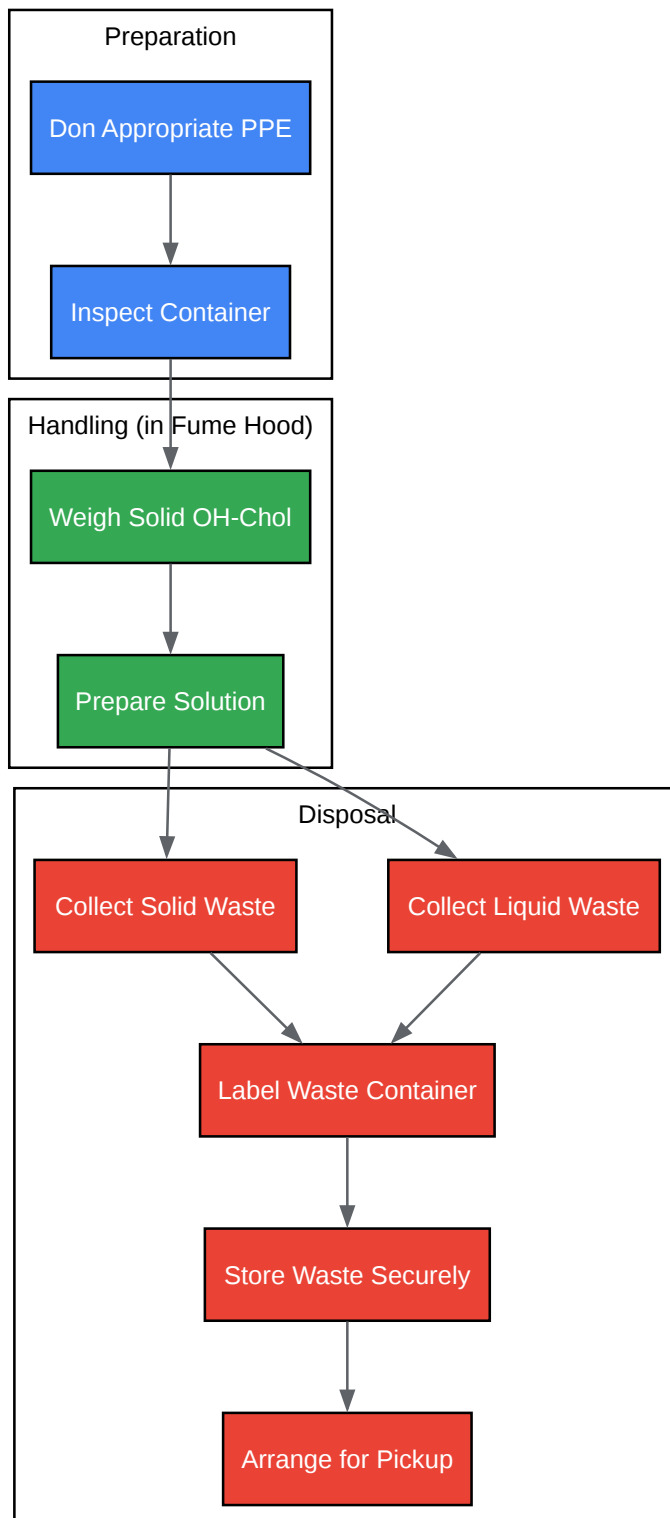 Preparation
Don Appropriate PPE
Inspect Container
Handling (in Fume Hood)
Weigh Solid OH-Chol
Prepare Solution
Disposal
Collect Solid Waste
Collect Liquid Waste
Label Waste Container
Store Waste Securely
Arrange for Pickup